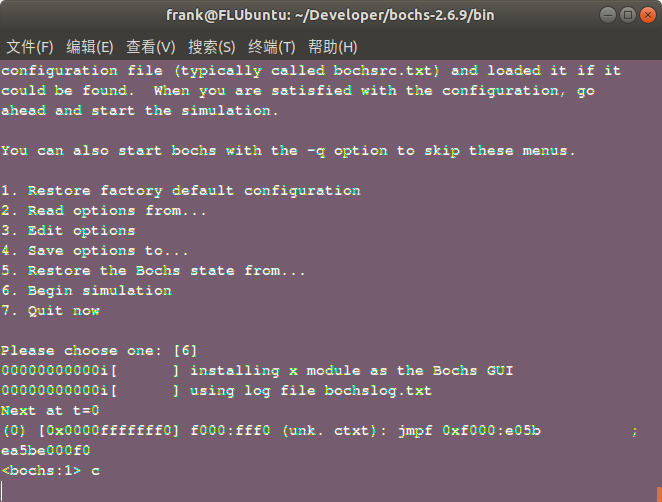 frank@FLUbuntu: ~/Developer/bochs-2.6.9/bin
文件(F) 编辑(E) 查看(V) 搜索(S) 终端(T) 帮助(H)
configuration file (typically called bochsrc.txt) and loaded it if it
could be found.  When you are satisfied with the configuration, go
ahead and start the simulation.
You can also start bochs with the -q option to skip these menus.
1. Restore factory default configuration
2. Read options from...
3. Edit options
4. Save options to...
5. Restore the Bochs state from...
6. Begin simulation
7. Quit now
Please choose one: [6]
00000000000i[      ] installing x module as the Bochs GUI
00000000000i[      ] using log file bochslog.txt
Next at t=0
(0) [0x0000fffffff0] f000:fff0 (unk. ctxt): jmpf 0xf000:e05b          ;
ea5be000f0
<bochs:1> c